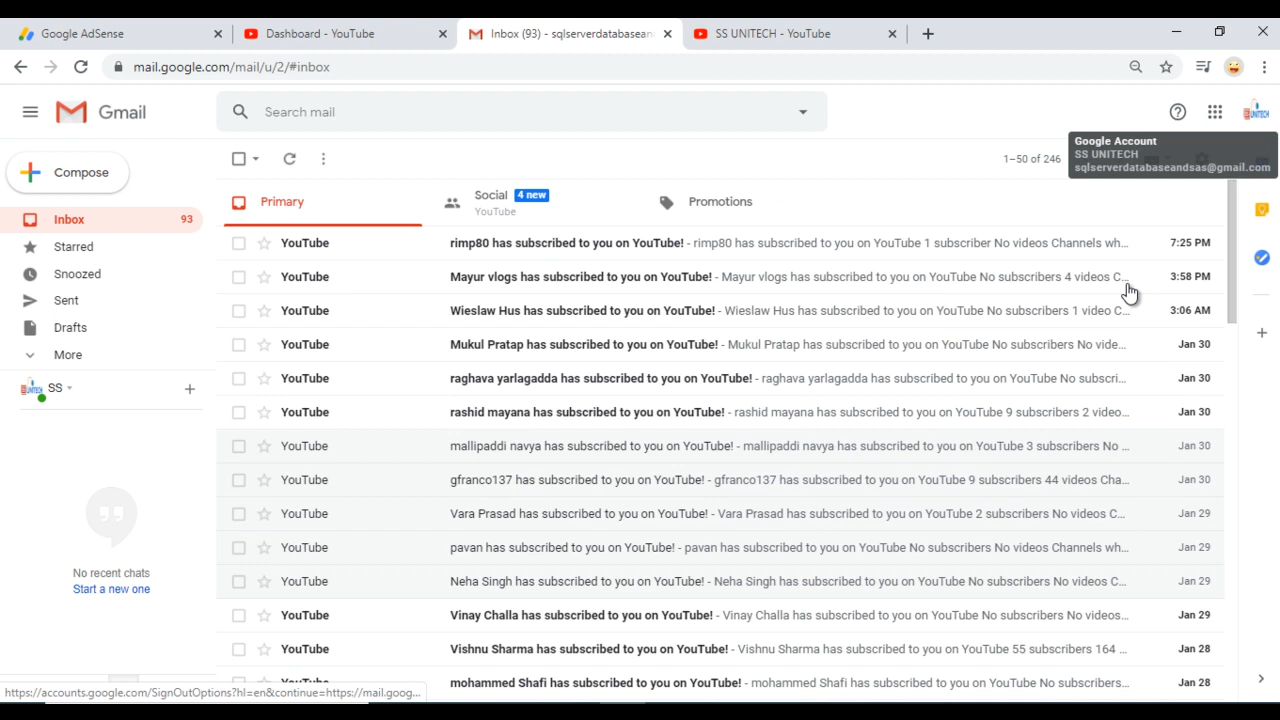 Google AdSense
Dashboard - YouTube
Inbox (93) - sqlserverdatabasean
SS UNITECH - YouTube
mail.google.com/mail/u/2/#inbox
Gmail
Search mail
Google Account
SS UNITECH
sqlserverdatabaseandsas@gmail.com
Compose
1–50 of 246
Primary
Social 4 new
YouTube
Promotions
Inbox 93
Starred
Snoozed
Sent
Drafts
More
SS
No recent chats
Start a new one
YouTube rimp80 has subscribed to you on YouTube! - rimp80 has subscribed to you on YouTube 1 subscriber No videos Channels wh... 7:25 PM
YouTube Mayur vlogs has subscribed to you on YouTube! - Mayur vlogs has subscribed to you on YouTube No subscribers 4 videos C... 3:58 PM
YouTube Wieslaw Hus has subscribed to you on YouTube! - Wieslaw Hus has subscribed to you on YouTube No subscribers 1 video C... 3:06 AM
YouTube Mukul Pratap has subscribed to you on YouTube! - Mukul Pratap has subscribed to you on YouTube No subscribers No vide... Jan 30
YouTube raghava yarlagadda has subscribed to you on YouTube! - raghava yarlagadda has subscribed to you on YouTube No subscri... Jan 30
YouTube rashid mayana has subscribed to you on YouTube! - rashid mayana has subscribed to you on YouTube 9 subscribers 2 video... Jan 30
YouTube mallipaddi navya has subscribed to you on YouTube! - mallipaddi navya has subscribed to you on YouTube 3 subscribers No ... Jan 30
YouTube gfranco137 has subscribed to you on YouTube! - gfranco137 has subscribed to you on YouTube 9 subscribers 44 videos Cha... Jan 30
YouTube Vara Prasad has subscribed to you on YouTube! - Vara Prasad has subscribed to you on YouTube 2 subscribers No videos C... Jan 29
YouTube pavan has subscribed to you on YouTube! - pavan has subscribed to you on YouTube No subscribers No videos Channels wh... Jan 29
YouTube Neha Singh has subscribed to you on YouTube! - Neha Singh has subscribed to you on YouTube No subscribers No videos C... Jan 29
YouTube Vinay Challa has subscribed to you on YouTube! - Vinay Challa has subscribed to you on YouTube No subscribers No videos... Jan 29
YouTube Vishnu Sharma has subscribed to you on YouTube! - Vishnu Sharma has subscribed to you on YouTube 55 subscribers 164 ... Jan 28
YouTube mohammed Shafi has subscribed to you on YouTube! - mohammed Shafi has subscribed to you on YouTube No subscribers... Jan 28
https://accounts.google.com/SignOutOptions?hl=en&continue=https://mail.goog...